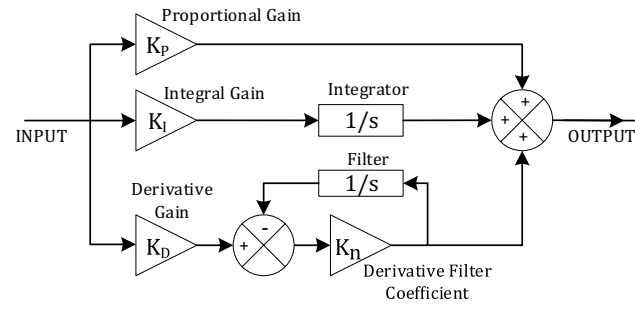 Proportional Gain
K_P
Integral Gain
Integrator
INPUT
K_I
1/s
+
+
+
OUTPUT
Derivative
Gain
Filter
1/s
K_D
+
-
K_n
Derivative Filter
Coefficient